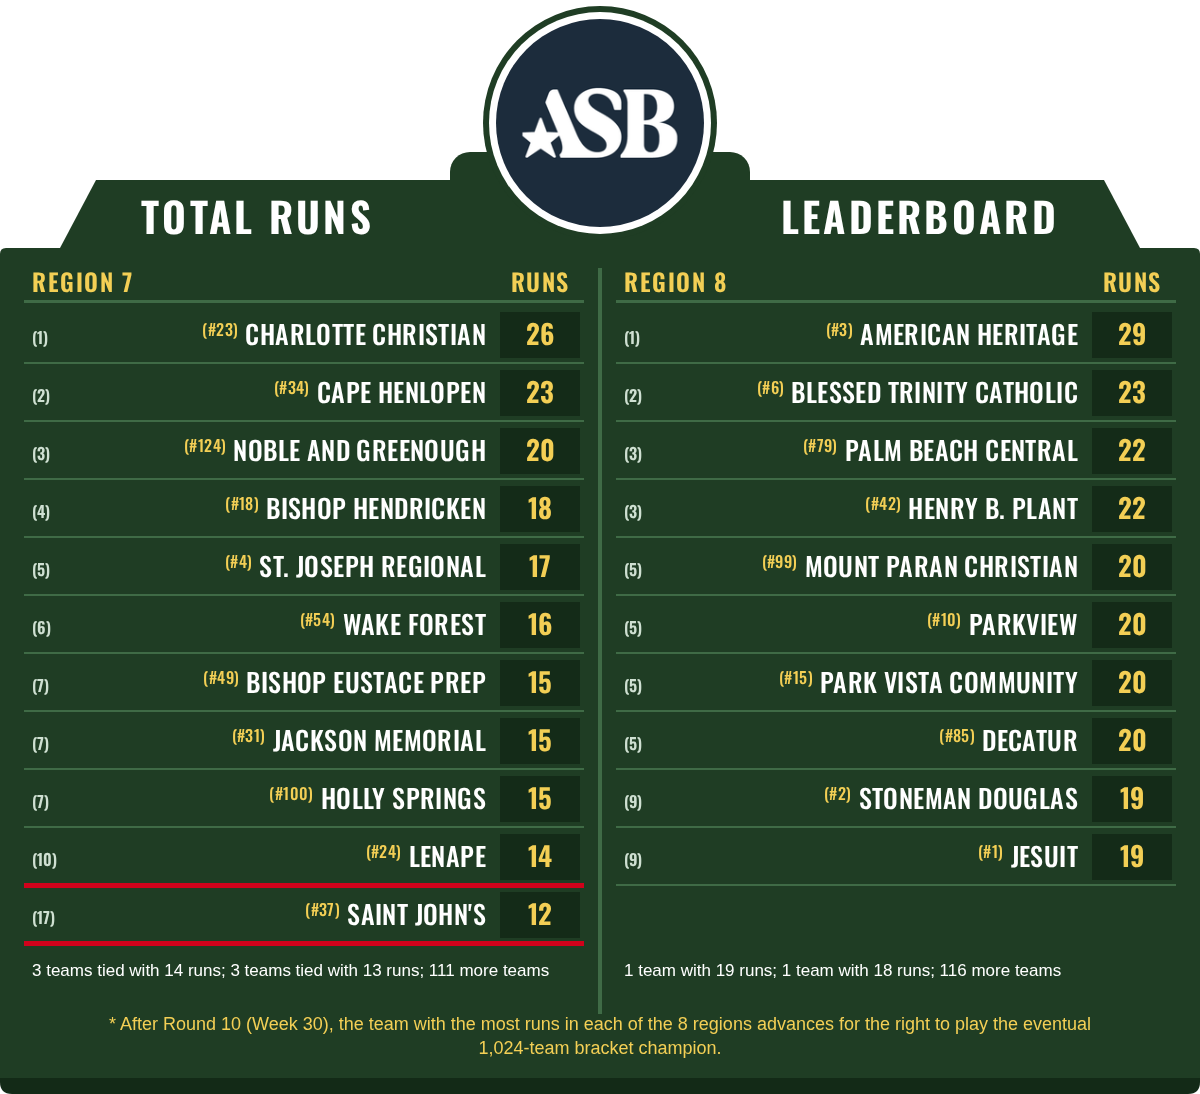 ASB
TOTAL RUNS
LEADERBOARD
REGION 7 RUNS
(1) (#23) CHARLOTTE CHRISTIAN 26
(2) (#34) CAPE HENLOPEN 23
(3) (#124) NOBLE AND GREENOUGH 20
(4) (#18) BISHOP HENDRICKEN 18
(5) (#4) ST. JOSEPH REGIONAL 17
(6) (#54) WAKE FOREST 16
(7) (#49) BISHOP EUSTACE PREP 15
(7) (#31) JACKSON MEMORIAL 15
(7) (#100) HOLLY SPRINGS 15
(10) (#24) LENAPE 14
(17) (#37) SAINT JOHN'S 12
3 teams tied with 14 runs; 3 teams tied with 13 runs; 111 more teams
REGION 8 RUNS
(1) (#3) AMERICAN HERITAGE 29
(2) (#6) BLESSED TRINITY CATHOLIC 23
(3) (#79) PALM BEACH CENTRAL 22
(3) (#42) HENRY B. PLANT 22
(5) (#99) MOUNT PARAN CHRISTIAN 20
(5) (#10) PARKVIEW 20
(5) (#15) PARK VISTA COMMUNITY 20
(5) (#85) DECATUR 20
(9) (#2) STONEMAN DOUGLAS 19
(9) (#1) JESUIT 19
1 team with 19 runs; 1 team with 18 runs; 116 more teams
* After Round 10 (Week 30), the team with the most runs in each of the 8 regions advances for the right to play the eventual
1,024-team bracket champion.